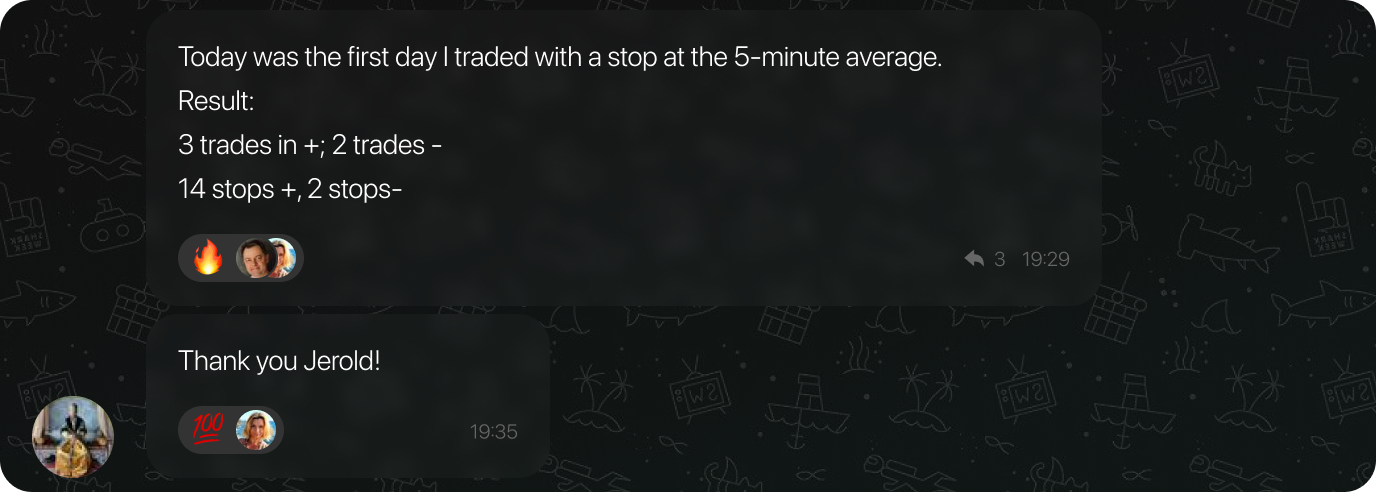 Today was the first day I traded with a stop at the 5-minute average.
Result:
3 trades in +; 2 trades -
14 stops +, 2 stops-
🔥
3 19:29
Thank you Jerold!
💯
19:35